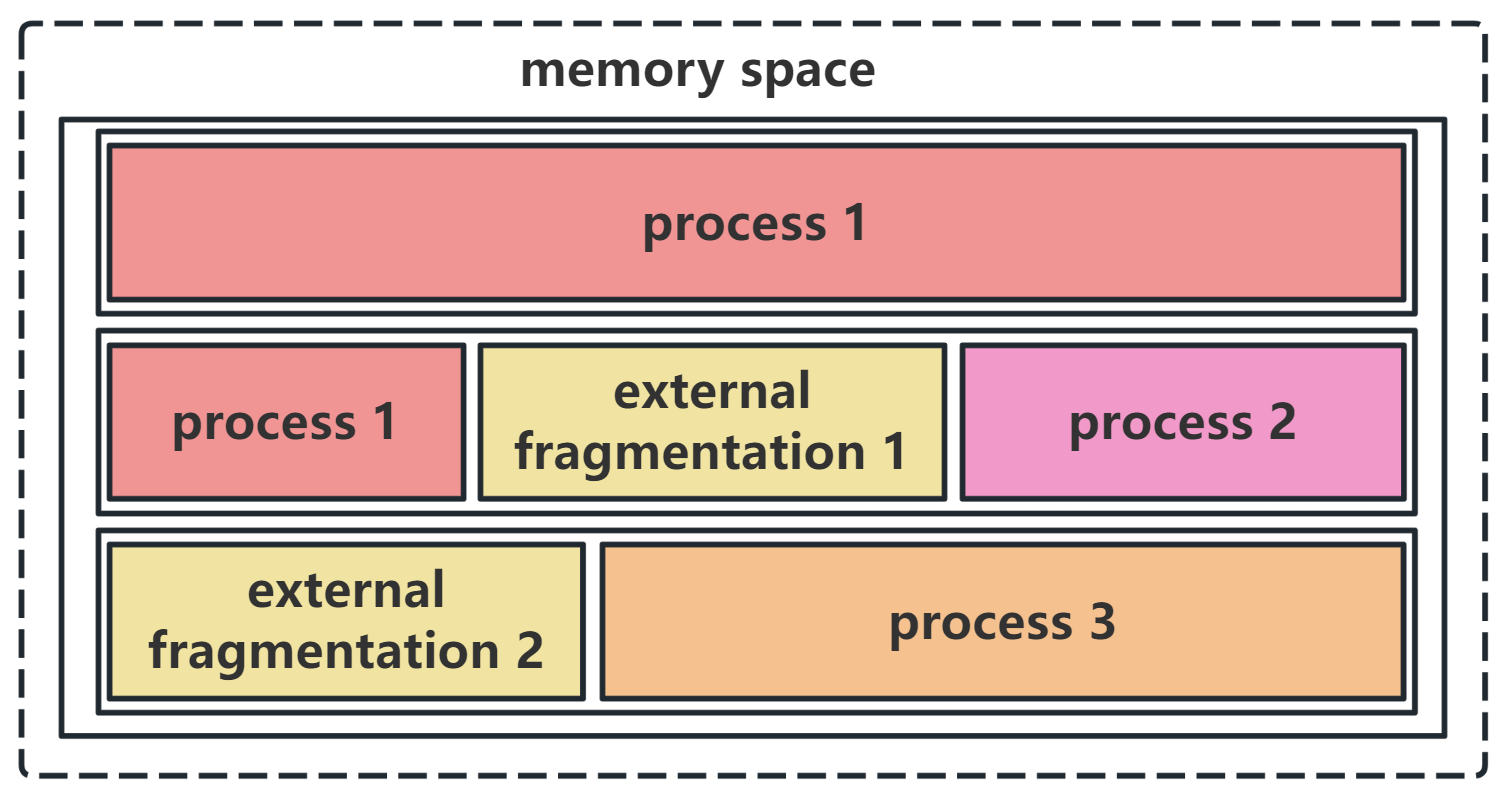 memory space
process 1
process 1
external
fragmentation 1
process 2
external
fragmentation 2
process 3